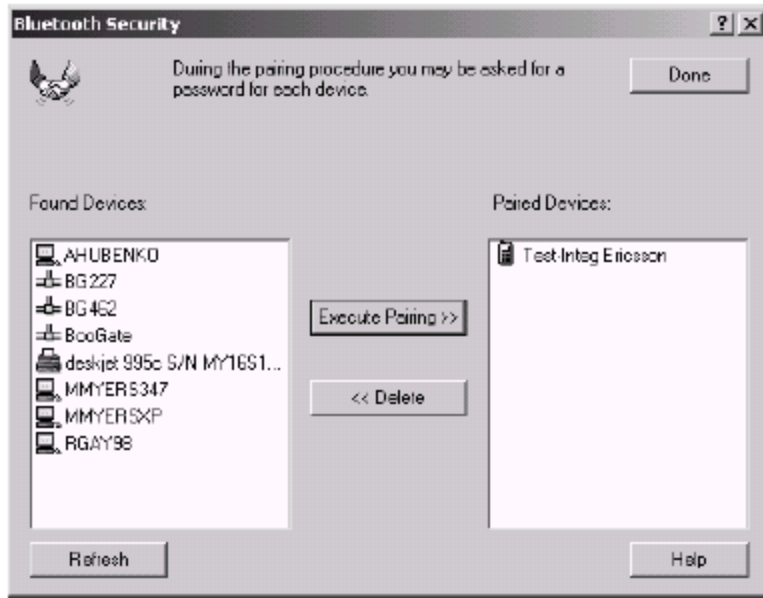 Bluetooth Security
During the pairing procedure you may be asked for a
password for each device.
Done
Found Devices:
Paired Devices:
AHUBENKO
BG227
BG462
BooGate
deskjet 995c S/N MY16S1...
MMYERS347
MMYERSXP
RGAY98
Execute Pairing >>
<< Delete
Test-Integ Ericsson
Refresh
Help